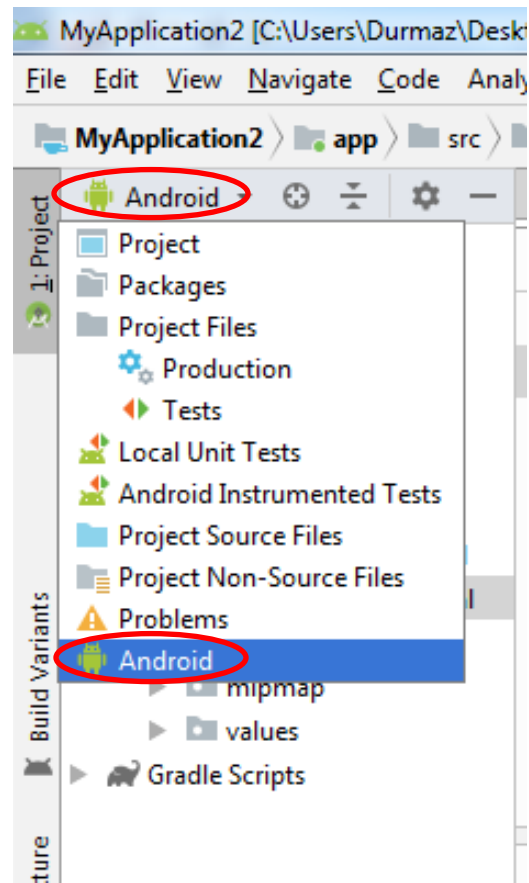 MyApplication2 [C:\Users\Durmaz\Deskt
File Edit View Navigate Code Analy
MyApplication2 app src
Android
1: Project
Project
Packages
Project Files
Production
Tests
Local Unit Tests
Android Instrumented Tests
Project Source Files
Project Non-Source Files
Problems
Android
mipmap
values
Gradle Scripts
Build Variants